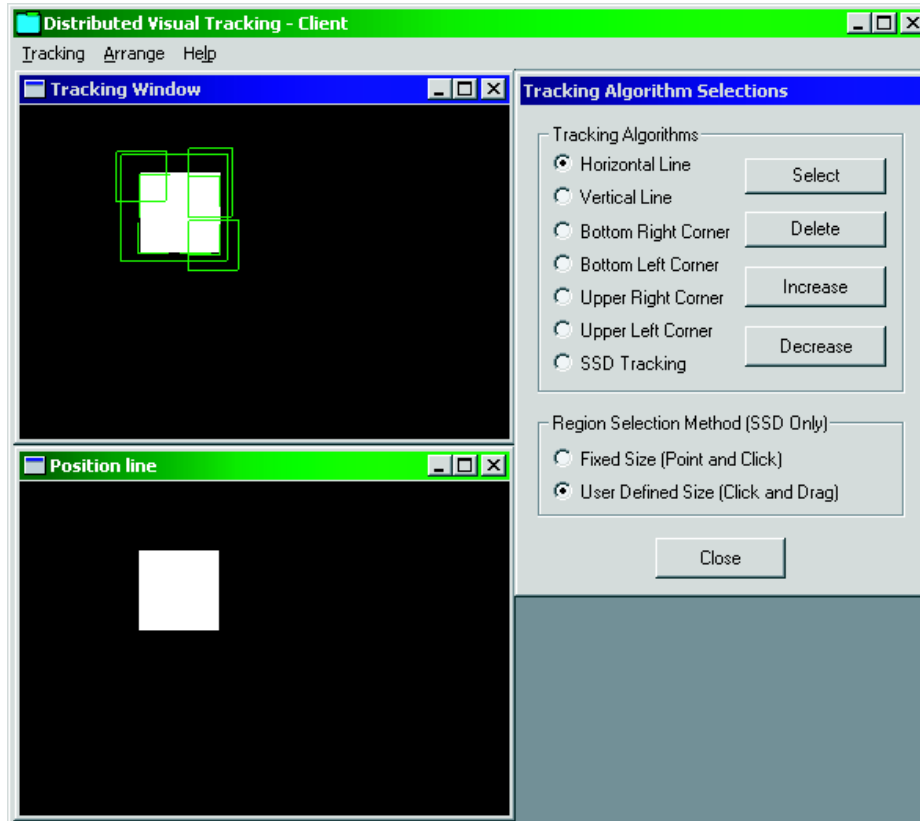 Distributed Visual Tracking - Client
Tracking Arrange Help
Tracking Window
Tracking Algorithm Selections
Tracking Algorithms
Horizontal Line
Vertical Line
Bottom Right Corner
Bottom Left Corner
Upper Right Corner
Upper Left Corner
SSD Tracking
Select
Delete
Increase
Decrease
Region Selection Method (SSD Only)
Fixed Size (Point and Click)
User Defined Size (Click and Drag)
Close
Position line